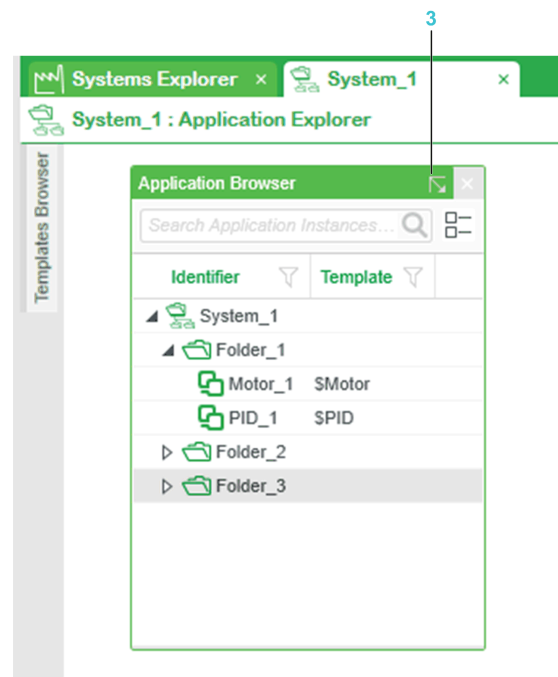 3
Systems Explorer × System_1 ×
System_1 : Application Explorer
Templates Browser
Application Browser ×
Search Application Instances...
Identifier Template
System_1
Folder_1
Motor_1 $Motor
PID_1 $PID
Folder_2
Folder_3